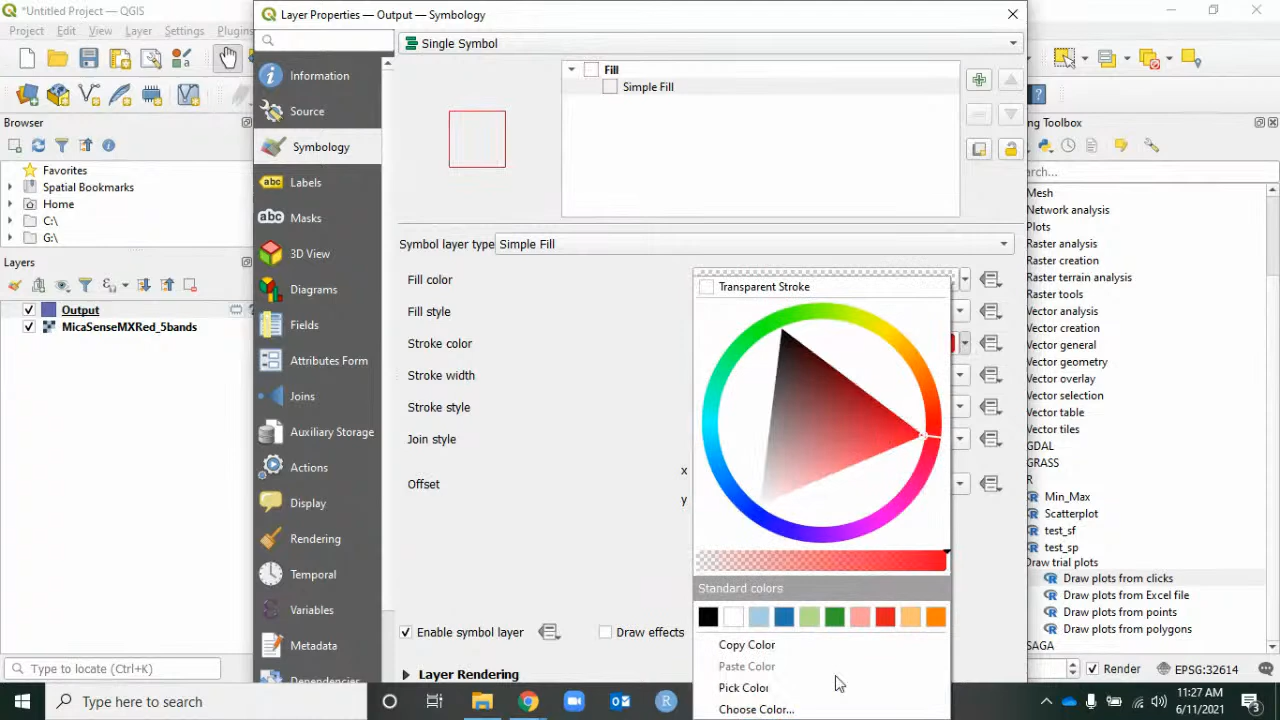 *Untitled Project — QGIS
Project Edit View Layer Settings Plugins
Browser
Favorites
Spatial Bookmarks
Home
C:\
G:\
Layers
Output
MicaSenseMXRed_5bands
Type to locate (Ctrl+K)
Layer Properties — Output — Symbology
Information
Source
Symbology
abc Labels
abc Masks
3D View
Diagrams
Fields
Attributes Form
Joins
Auxiliary Storage
Actions
Display
Rendering
Temporal
Variables
Metadata
Dependencies
Single Symbol
Fill
Simple Fill
Symbol layer type Simple Fill
Fill color
Fill style
Stroke color
Stroke width
Stroke style
Join style
x
Offset
y
Enable symbol layer
Draw effects
Layer Rendering
Transparent Stroke
Standard colors
Copy Color
Paste Color
Pick Color
Choose Color...
ng Toolbox
rch...
Mesh
Network analysis
Plots
Raster analysis
Raster creation
Raster terrain analysis
Raster tools
Vector analysis
Vector creation
Vector general
Vector geometry
Vector overlay
Vector selection
Vector table
Vector tiles
GDAL
GRASS
R
Min_Max
Scatterplot
test_sf
test_sp
Draw trial plots
Draw plots from clicks
Draw plots from Excel file
Draw plots from points
Draw plots from polygons
SAGA
Render
EPSG:32614
Type here to search
11:27 AM
6/11/2021
3